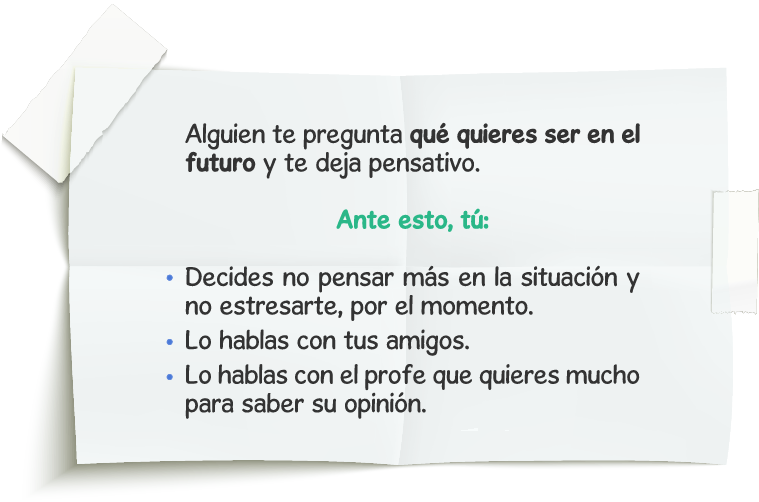 Alguien te pregunta qué quieres ser en el
futuro y te deja pensativo.
Ante esto, tú:
• Decides no pensar más en la situación y
no estresarte, por el momento.
• Lo hablas con tus amigos.
• Lo hablas con el profe que quieres mucho
para saber su opinión.